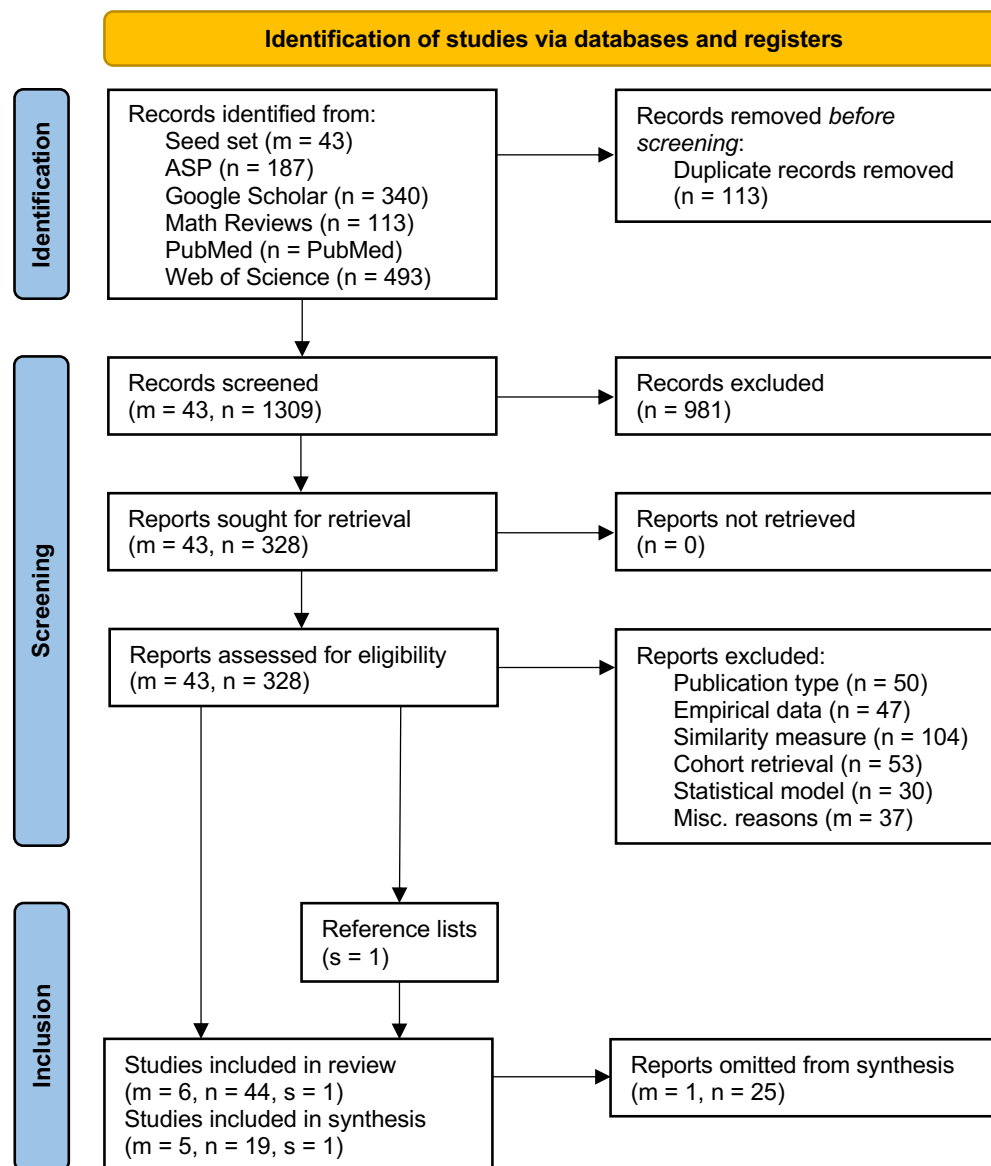 Identification of studies via databases and registers
Identification
Records identified from:
Seed set (m = 43)
ASP (n = 187)
Google Scholar (n = 340)
Math Reviews (n = 113)
PubMed (n = PubMed)
Web of Science (n = 493)
Records removed before
screening:
Duplicate records removed
(n = 113)
Screening
Records screened
(m = 43, n = 1309)
Records excluded
(n = 981)
Reports sought for retrieval
(m = 43, n = 328)
Reports not retrieved
(n = 0)
Reports assessed for eligibility
(m = 43, n = 328)
Reports excluded:
Publication type (n = 50)
Empirical data (n = 47)
Similarity measure (n = 104)
Cohort retrieval (n = 53)
Statistical model (n = 30)
Misc. reasons (m = 37)
Inclusion
Reference lists
(s = 1)
Studies included in review
(m = 6, n = 44, s = 1)
Studies included in synthesis
(m = 5, n = 19, s = 1)
Reports omitted from synthesis
(m = 1, n = 25)